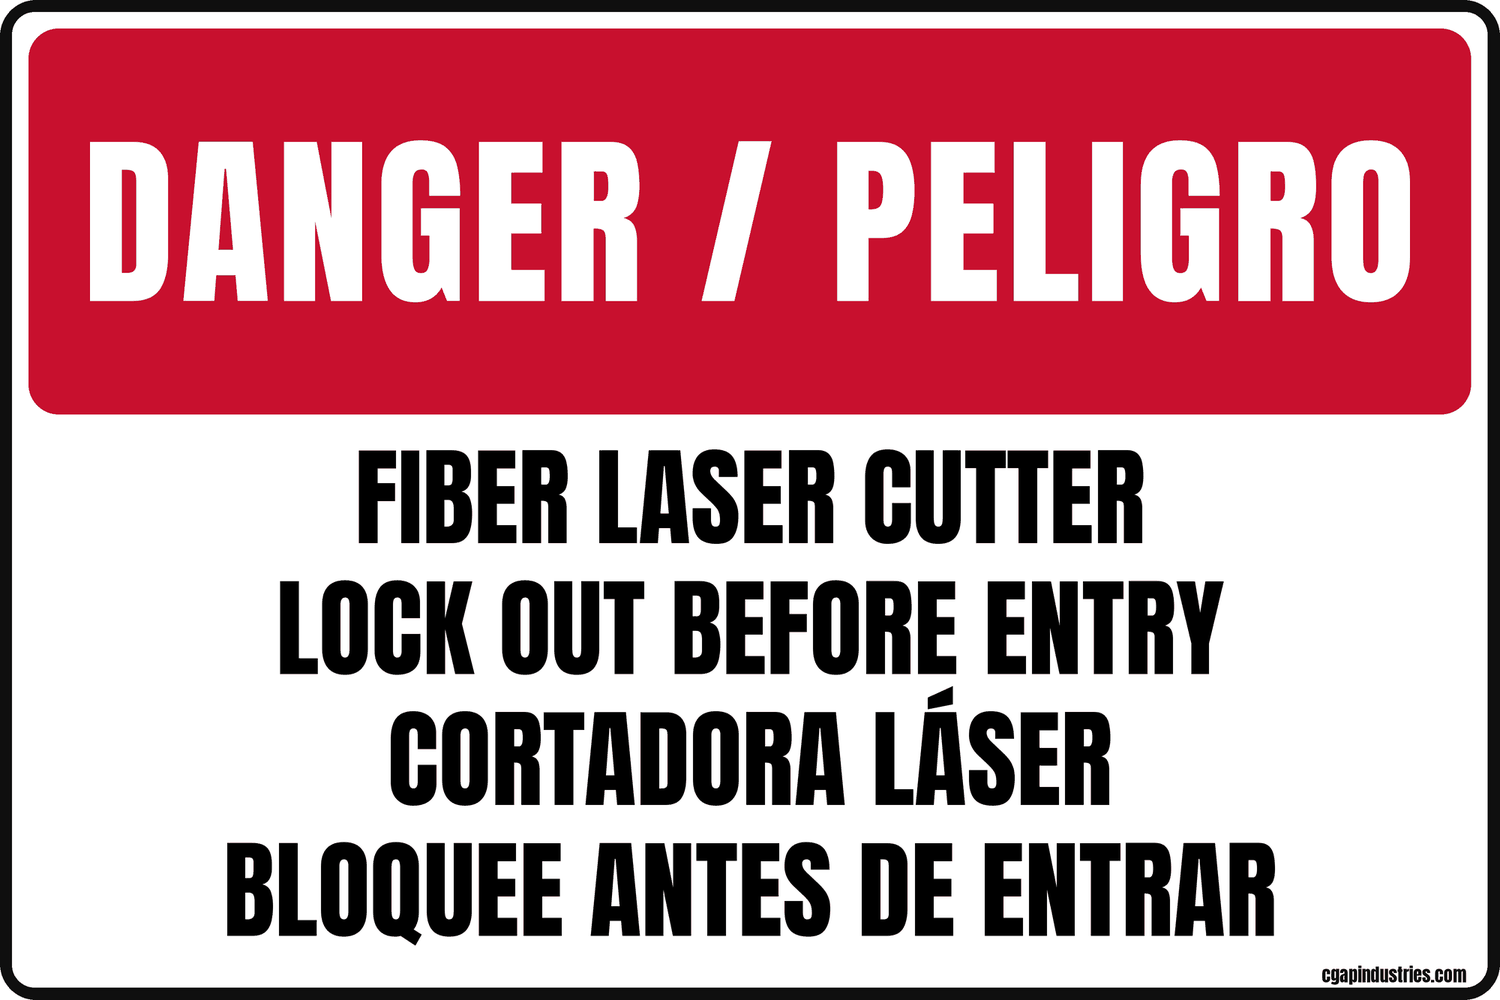 DANGER / PELIGRO
FIBER LASER CUTTER
LOCK OUT BEFORE ENTRY
CORTADORA LÁSER
BLOQUEE ANTES DE ENTRAR
cgapindustries.com